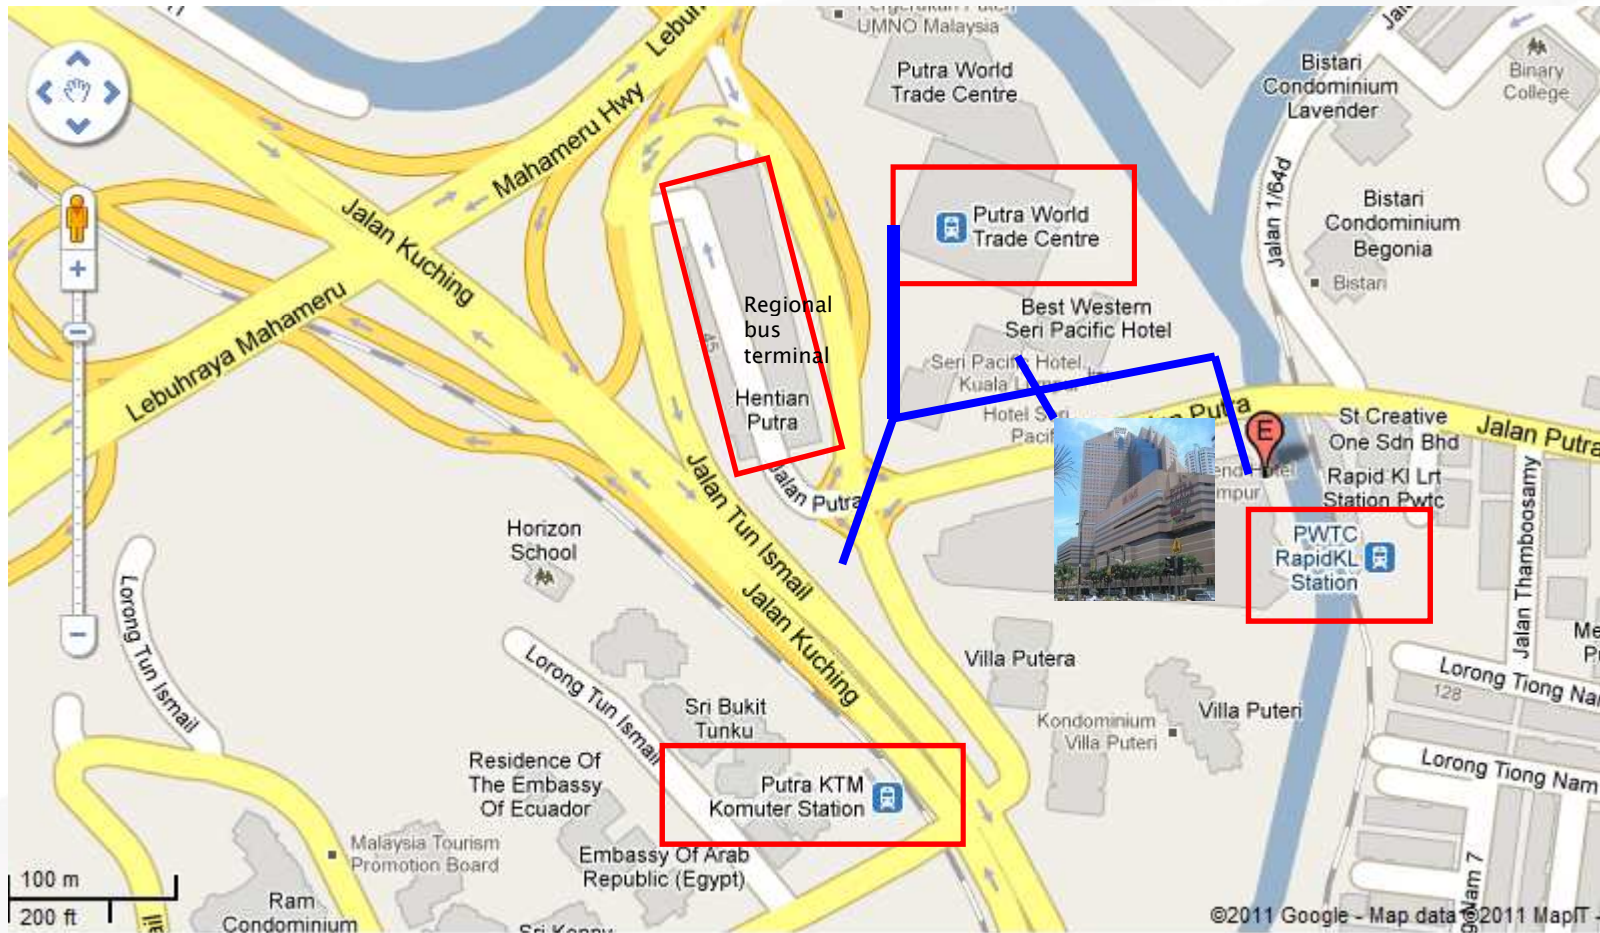 UMNO Malaysia
Putra World
Trade Centre
Bistari
Condominium
Lavender
Binary
College
Mahameru Hwy
Jalan Kuching
Lebuhraya Mahameru
Jalan 1/64d
Putra World
Trade Centre
Bistari
Condominium
Begonia
Bistari
Regional
bus
terminal
45
Hentian
Putra
Best Western
Seri Pacific Hotel
Seri Pacific Hotel,
Kuala
Hotel
Putra
E
St Creative
One Sdn Bhd
Jalan Putra
Rapid Kl Lrt
Station Pwtc
PWTC
RapidKL
Station
Jalan Thamboosamy
Jalan Putra
Jalan Tun Ismail
Jalan Kuching
Horizon
School
Lorong Tun Ismail
Lorong Tun Ismail
Sri Bukit
Tunku
Villa Putera
Kondominium
Villa Puteri
Villa Puteri
Lorong Tiong
128
Lorong Tiong Nam
Residence Of
The Embassy
Of Ecuador
Putra KTM
Komuter Station
Malaysia Tourism
Promotion Board
Embassy Of Arab
Republic (Egypt)
Ram
Condominium
100 m
200 ft
Nam 7
©2011 Google - Map data ©2011 MapIT -